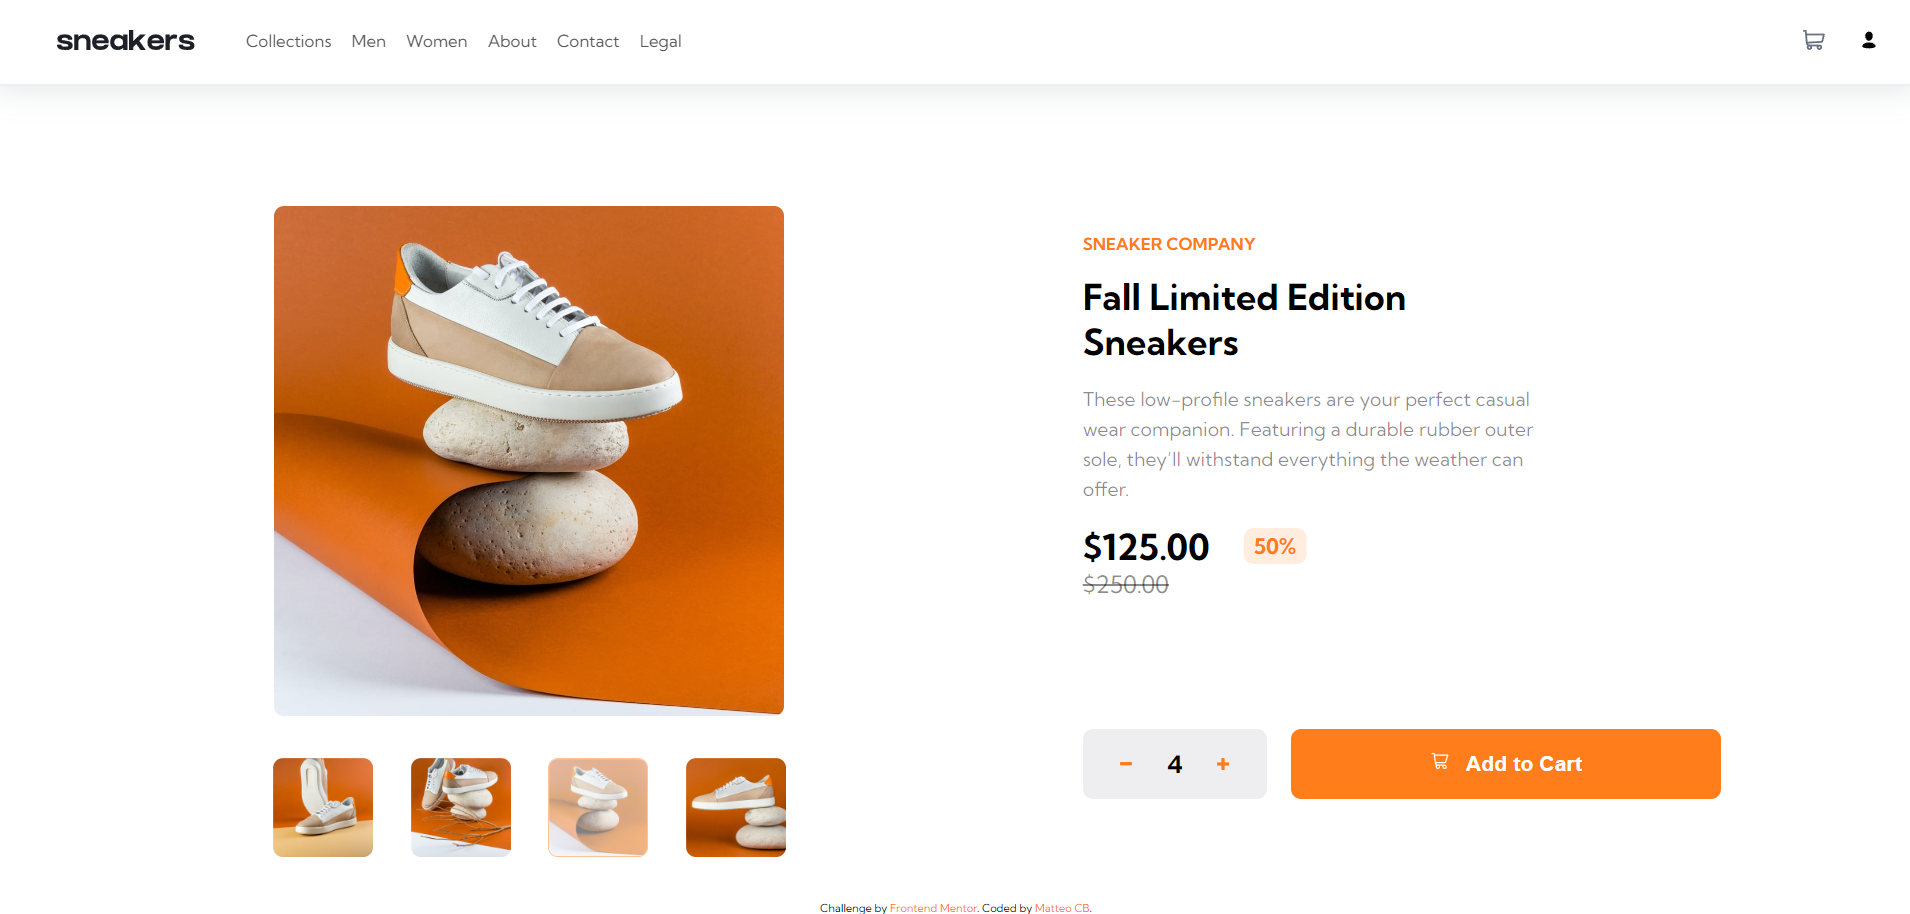 sneakers Collections Men Women About Contact Legal
SNEAKER COMPANY
Fall Limited Edition
Sneakers
These low-profile sneakers are your perfect casual
wear companion. Featuring a durable rubber outer
sole, they’ll withstand everything the weather can
offer.
$125.00 50%
$250.00
4 Add to Cart
Challenge by Frontend Mentor. Coded by Matteo CB.